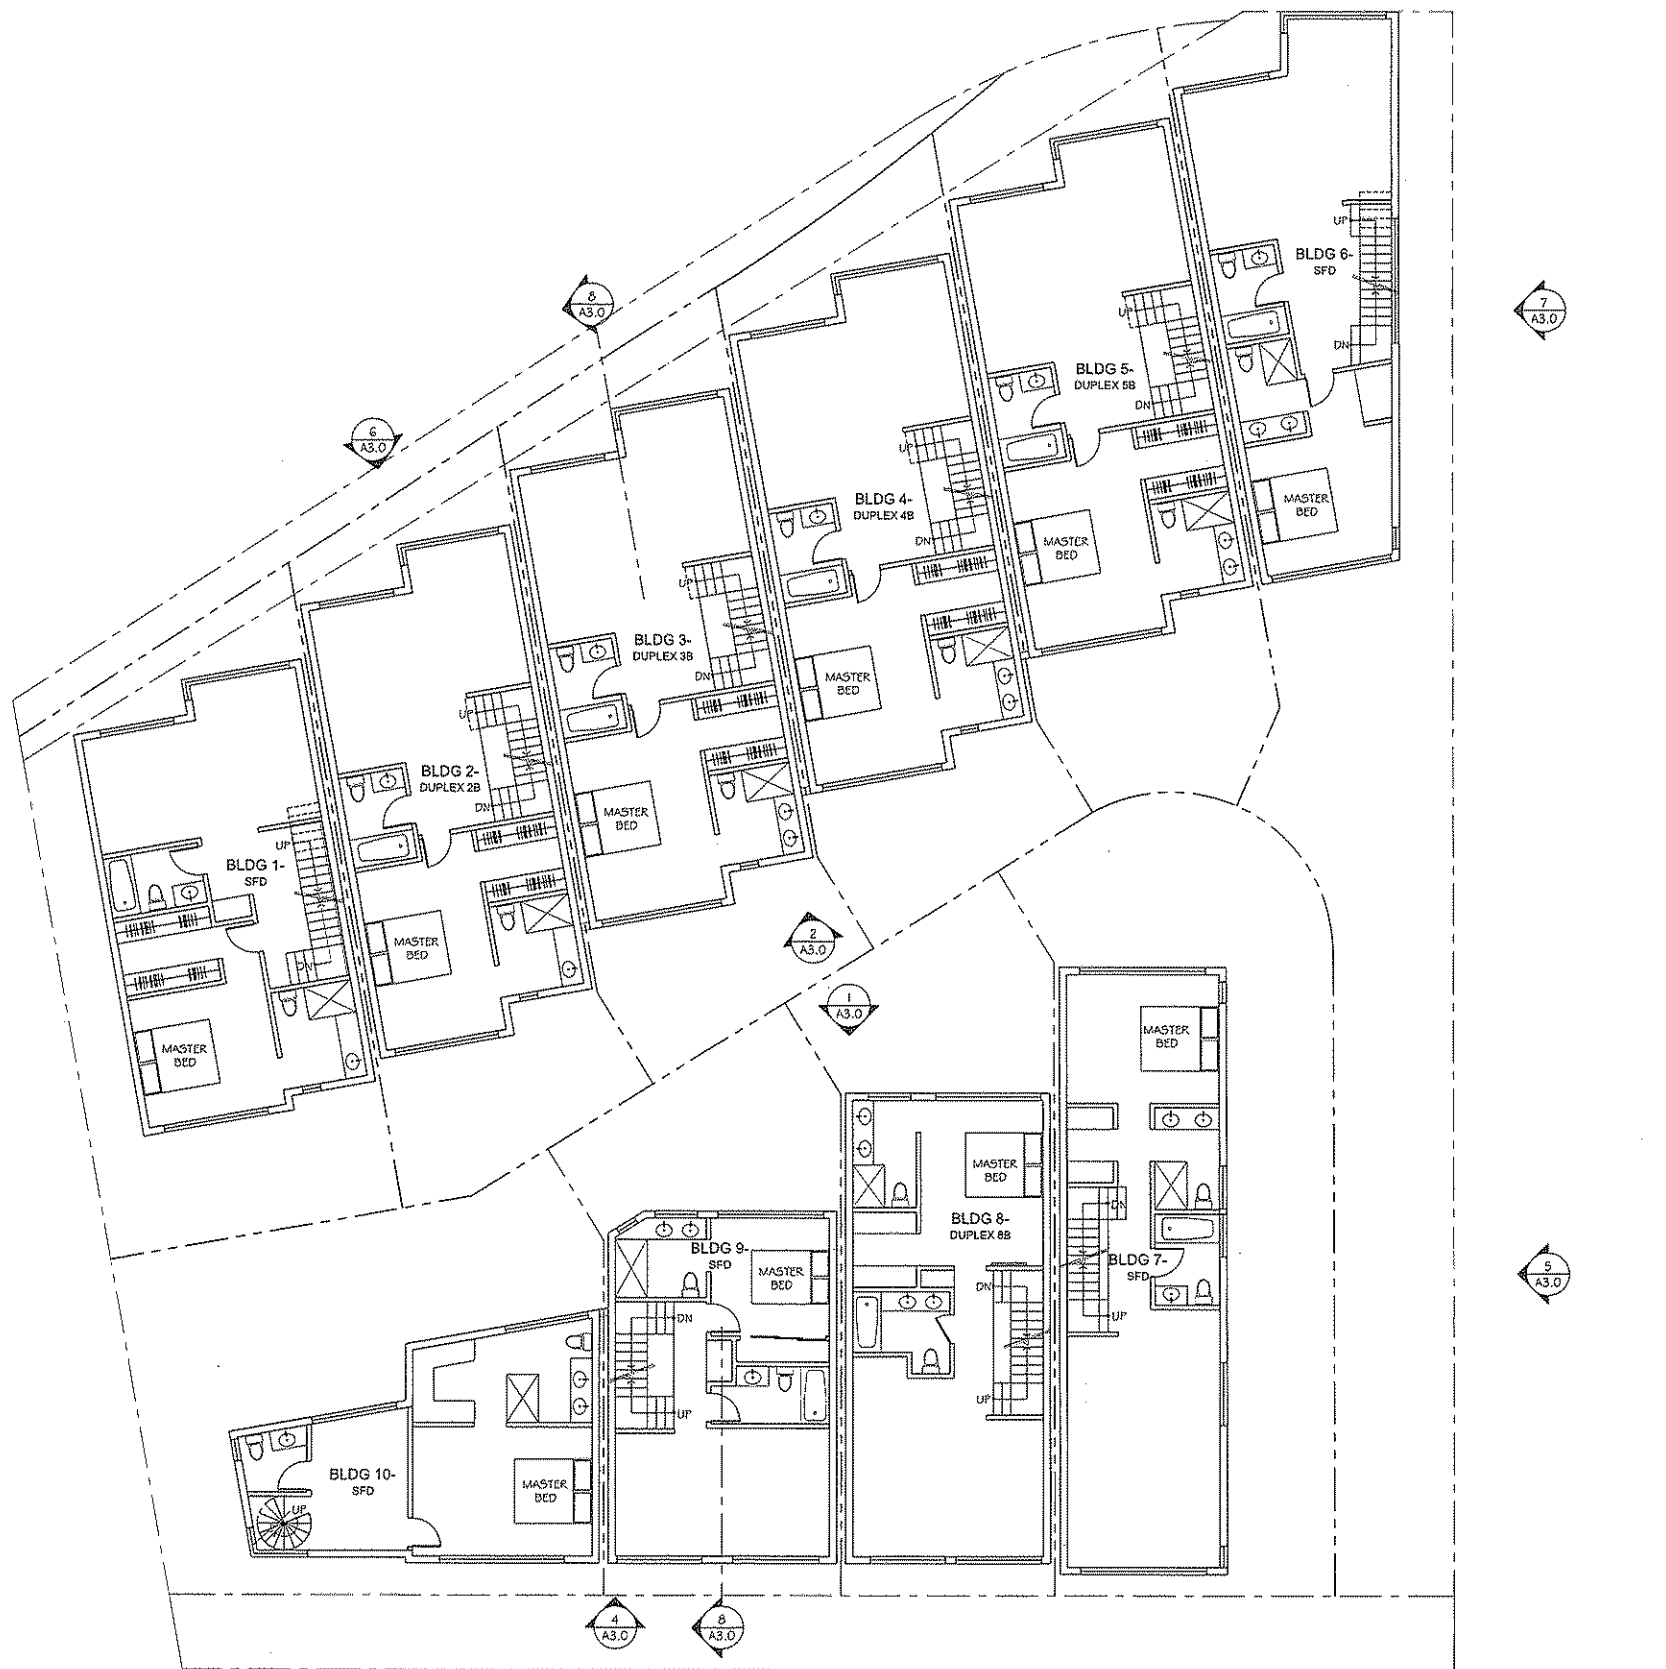 UP
BLDG 6-
SFD
DN
MASTER
BED
7
A3.0
8
A3.0
UP
BLDG 5-
DUPLEX 5B
DN
MASTER
BED
6
A3.0
UP
BLDG 4-
DUPLEX 4B
DN
MASTER
BED
UP
BLDG 3-
DUPLEX 3B
DN
MASTER
BED
UP
BLDG 2-
DUPLEX 2B
DN
MASTER
BED
UP
BLDG 1-
SFD
DN
MASTER
BED
2
A3.0
1
A3.0
MASTER
BED
DN
BLDG 7-
SFD
UP
MASTER
BED
BLDG 8-
DUPLEX 8B
DN
UP
BLDG 9-
SFD
MASTER
BED
DN
UP
5
A3.0
BLDG 10-
SFD
MASTER
BED
UP
4
A3.0
8
A3.0